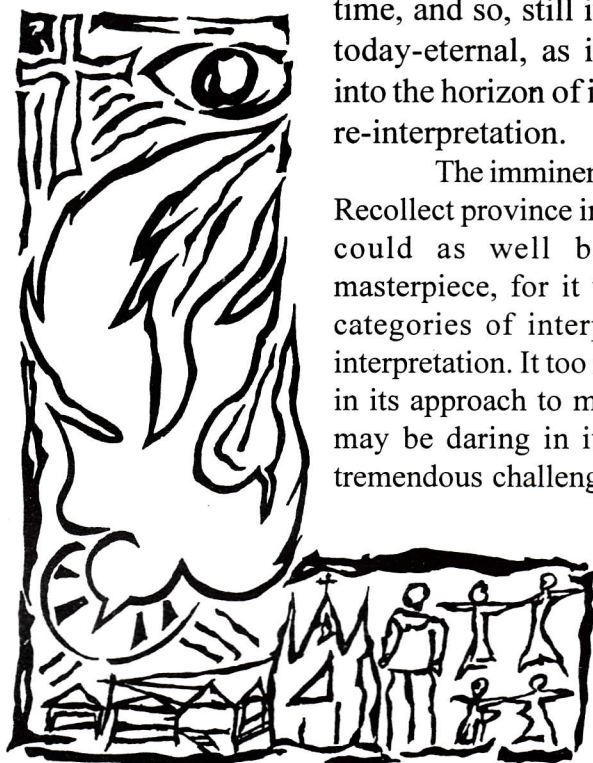 time, and so, still i
today-eternal, as i
into the horizon of i
re-interpretation.
The imminer
Recollect province in
could as well b
masterpiece, for it
categories of inter
interpretation. It too
in its approach to m
may be daring in i
tremendous challeng